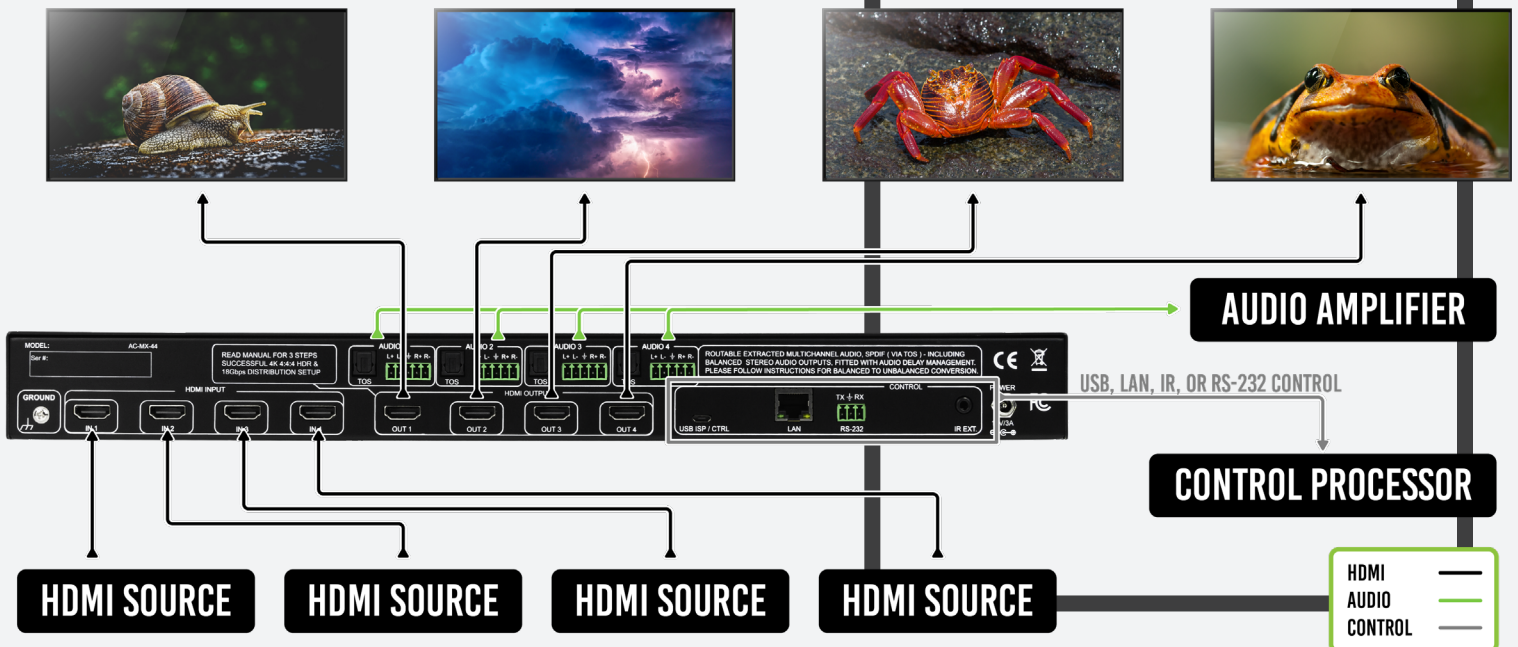 AUDIO AMPLIFIER
MODEL:
AC-MX-44
Ser #:
READ MANUAL FOR 3 STEPS
SUCCESSFUL 4K 4:4:4 HDR &
18Gbps DISTRIBUTION SETUP
AUDIO
L+ L- R+ R-
TOS
AUDIO 2
L- R+ R-
TOS
AUDIO 3
L+ L- R+ R-
TOS
AUDIO 4
L+ L- R+ R-
ROUTABLE EXTRACTED MULTICHANNEL AUDIO, SPDIF ( VIA TOS ) - INCLUDING
BALANCED STEREO AUDIO OUTPUTS, FITTED WITH AUDIO DELAY MANAGEMENT.
PLEASE FOLLOW INSTRUCTIONS FOR BALANCED TO UNBALANCED CONVERSION.
CE
FC
GROUND
HDMI INPUT
IN 1
IN 2
IN 3
HDMI OUTPUT
OUT 1
OUT 2
OUT 3
OUT 4
CONTROL
USB ISP / CTRL
LAN
TX RX
RS-232
IR EXT.
POWER
USB, LAN, IR, OR RS-232 CONTROL
CONTROL PROCESSOR
HDMI SOURCE
HDMI SOURCE
HDMI SOURCE
HDMI SOURCE
HDMI
AUDIO
CONTROL